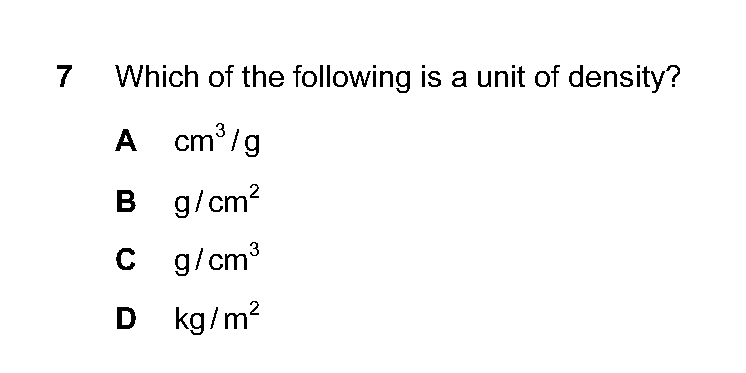 7 Which of the following is a unit of density?
A cm³/g
B g/cm²
C g/cm³
D kg/m²